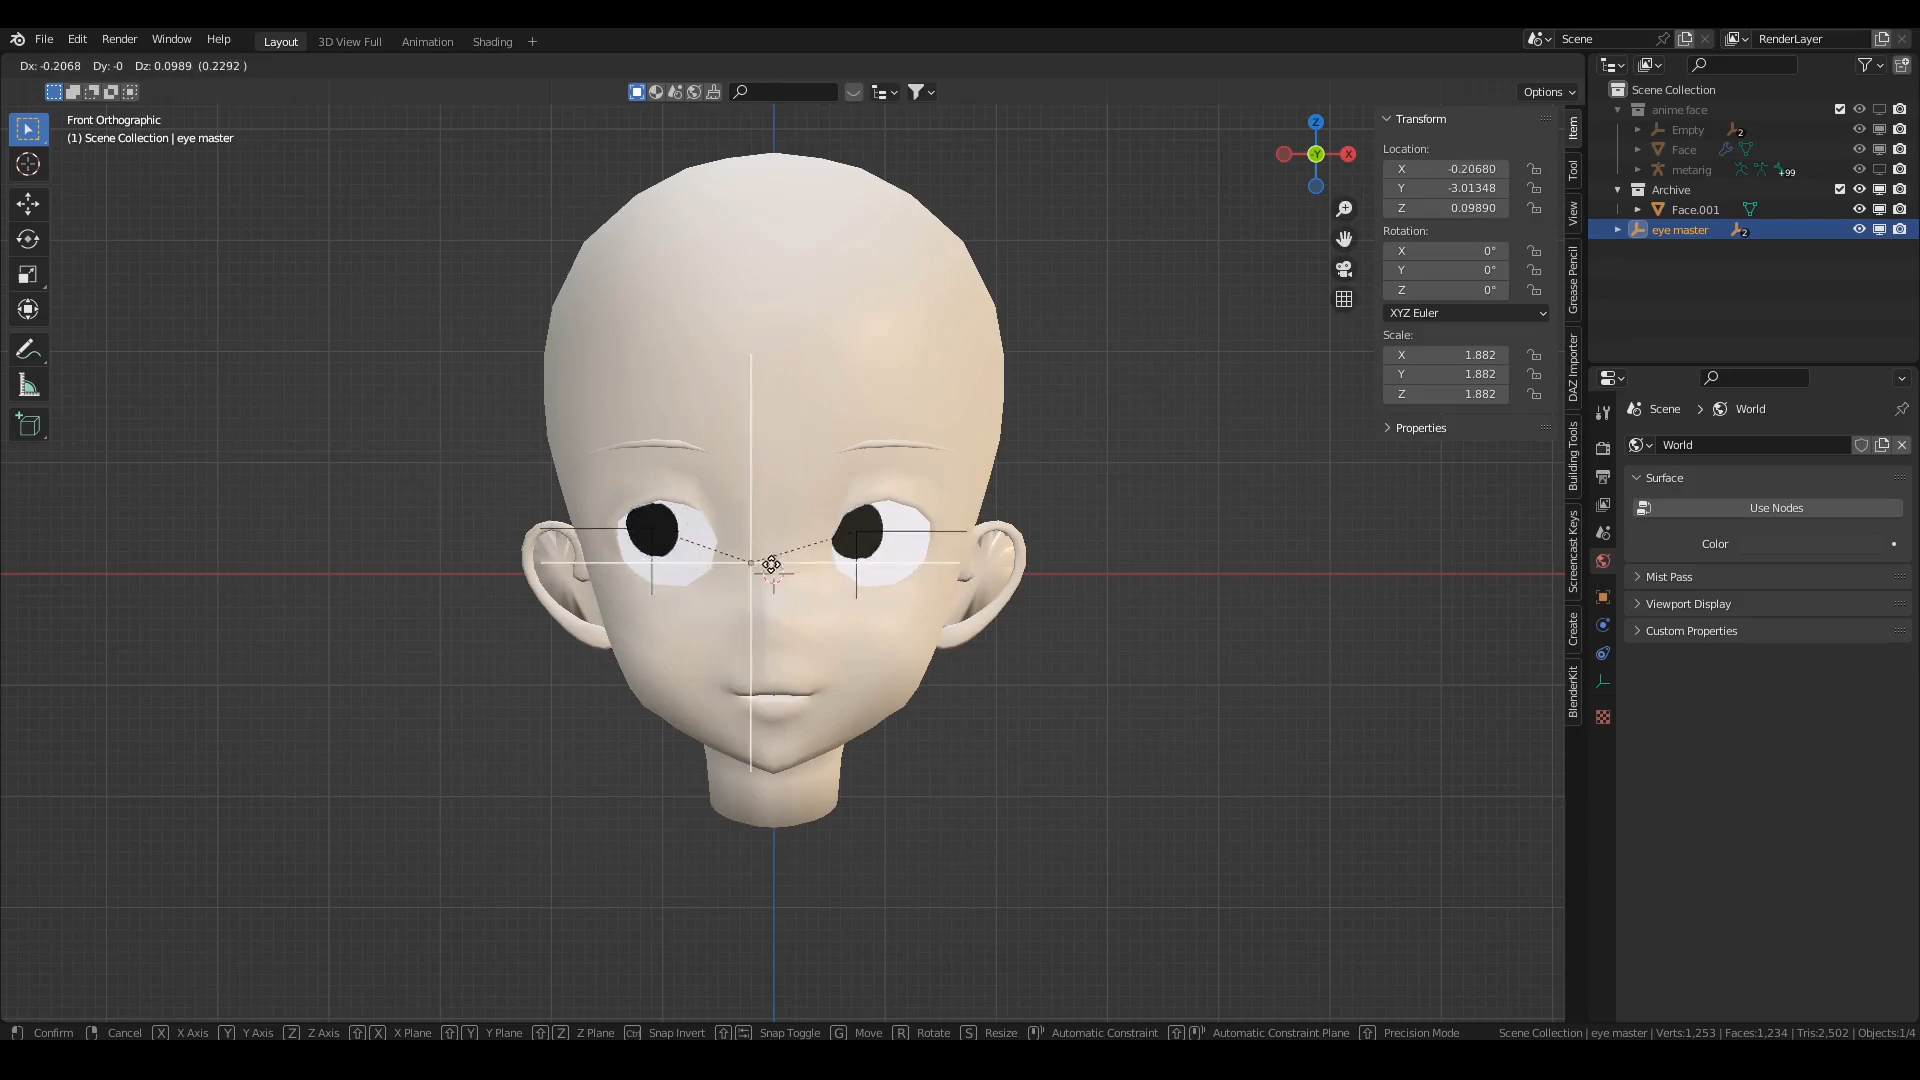 File Edit Render Window Help Layout 3D View Full Animation Shading + Scene RenderLayer
Dx: -0.2068 Dy: -0 Dz: 0.0989 (0.2292 )
Options
Front Orthographic
(1) Scene Collection | eye master
Z
X
-Y
Transform
Location:
X -0.20680
Y -3.01348
Z 0.09890
Rotation:
X 0°
Y 0°
Z 0°
XYZ Euler
Scale:
X 1.882
Y 1.882
Z 1.882
Properties
Item
Tool
View
Grease Pencil
DAZ Importer
Building Tools
Screencast Keys
Create
BlenderKit
Scene Collection
anime face
Empty 2
Face
metarig +99
Archive
Face.001
eye master 2
Scene > World
World
Surface
Use Nodes
Color
Mist Pass
Viewport Display
Custom Properties
Confirm Cancel X X Axis Y Y Axis Z Z Axis X X Plane Y Y Plane Z Z Plane Ctrl Snap Invert Snap Toggle G Move R Rotate S Resize Automatic Constraint Automatic Constraint Plane Precision Mode Scene Collection | eye master | Verts:1,253 | Faces:1,234 | Tris:2,502 | Objects:1/4